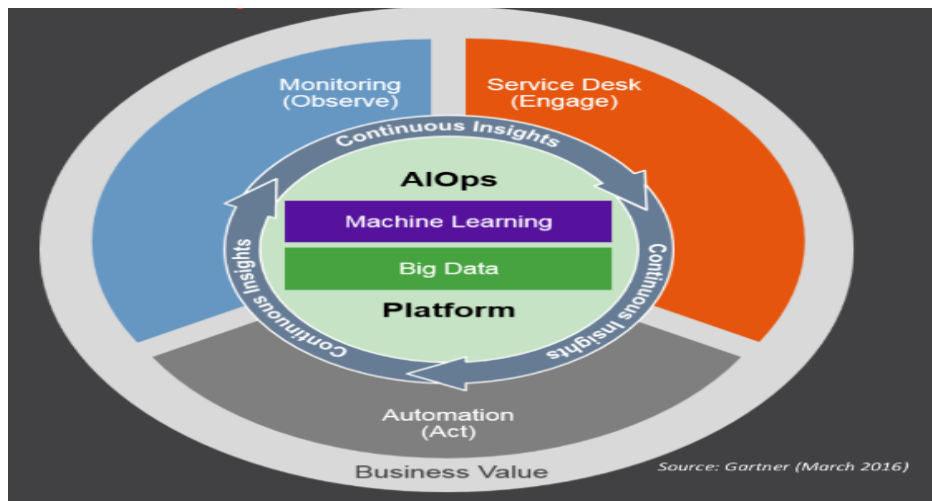 Monitoring
(Observe)
Service Desk
(Engage)
Continuous Insights
AIOps
Machine Learning
Big Data
Platform
Continuous Insights
Continuous Insights
Automation
(Act)
Business Value
Source: Gartner (March 2016)